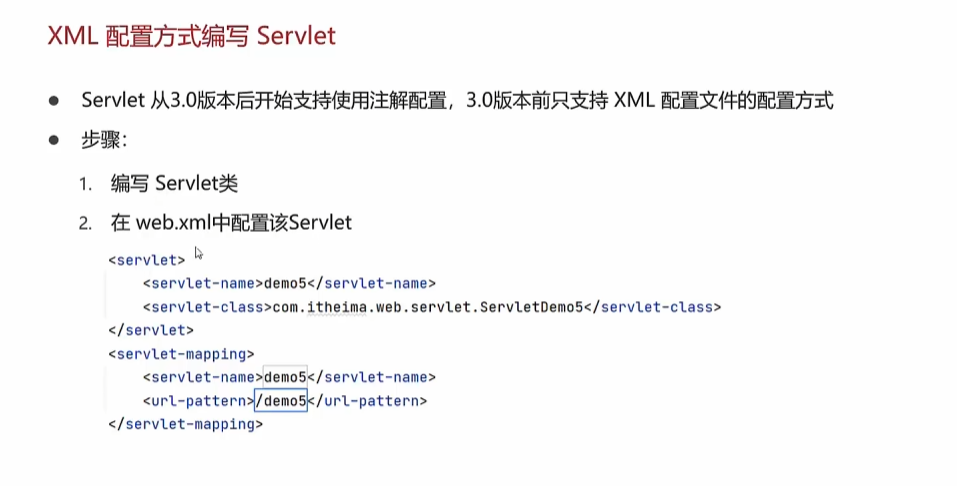 XML 配置方式编写 Servlet
● Servlet 从3.0版本后开始支持使用注解配置，3.0版本前只支持 XML 配置文件的配置方式
● 步骤：
1. 编写 Servlet类
2. 在 web.xml中配置该Servlet
<servlet>
    <servlet-name>demo5</servlet-name>
    <servlet-class>com.itheima.web.servlet.ServletDemo5</servlet-class>
</servlet>
<servlet-mapping>
    <servlet-name>demo5</servlet-name>
    <url-pattern>/demo5</url-pattern>
</servlet-mapping>